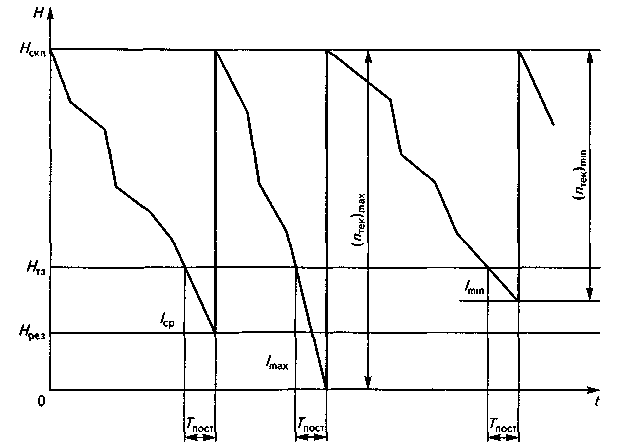 H
Hскл
(nтек)max
(nтек)min
Hтз
Imin
Iср
Hрез
Imax
0
t
Tпост
Tпост
Tпост